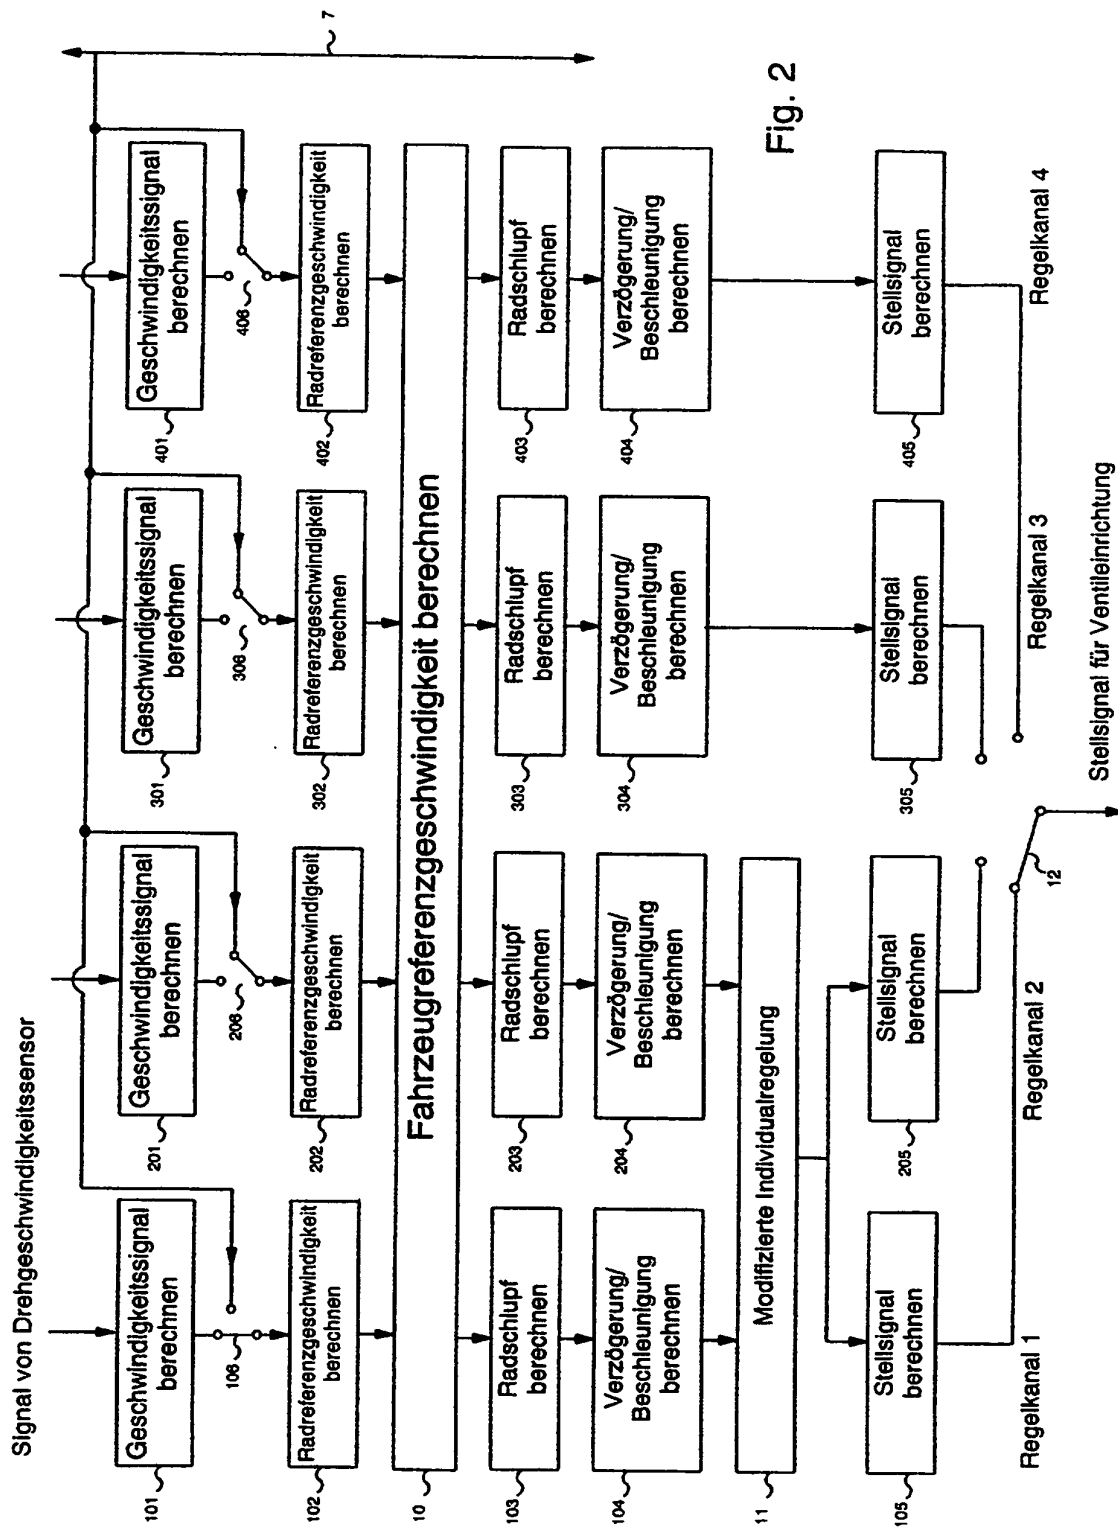 Signal von Drehgeschwindigkeitssensor
7
Geschwindigkeitssignal
berechnen
101
Geschwindigkeitssignal
berechnen
201
Geschwindigkeitssignal
berechnen
301
Geschwindigkeitssignal
berechnen
401
106
206
306
406
Radreferenzgeschwindigkeit
berechnen
102
Radreferenzgeschwindigkeit
berechnen
202
Radreferenzgeschwindigkeit
berechnen
302
Radreferenzgeschwindigkeit
berechnen
402
Fahrzeugreferenzgeschwindigkeit berechnen
10
Radschlupf
berechnen
103
Radschlupf
berechnen
203
Radschlupf
berechnen
303
Radschlupf
berechnen
403
Verzögerung/
Beschleunigung
berechnen
104
Verzögerung/
Beschleunigung
berechnen
204
Verzögerung/
Beschleunigung
berechnen
304
Verzögerung/
Beschleunigung
berechnen
404
Fig. 2
Modifizierte Individualregelung
11
Stellsignal
berechnen
105
Stellsignal
berechnen
205
Stellsignal
berechnen
305
Stellsignal
berechnen
405
Regelkanal 1
Regelkanal 2
Regelkanal 3
Regelkanal 4
12
Stellsignal für Ventileinrichtung